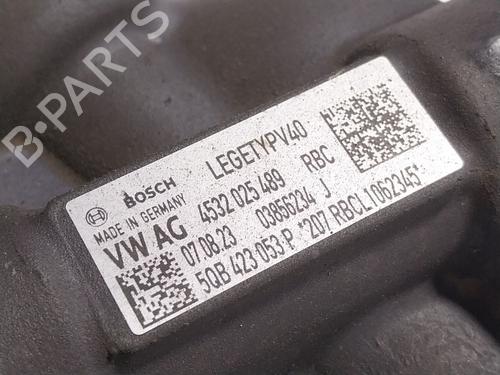 B-PARTS
BOSCH LEGETYPV40
MADE IN GERMANY 4532 025 489 RBC
VW AG 07.08.23 03856234 J
5QB 423 053 P *207 RBCL1062345*